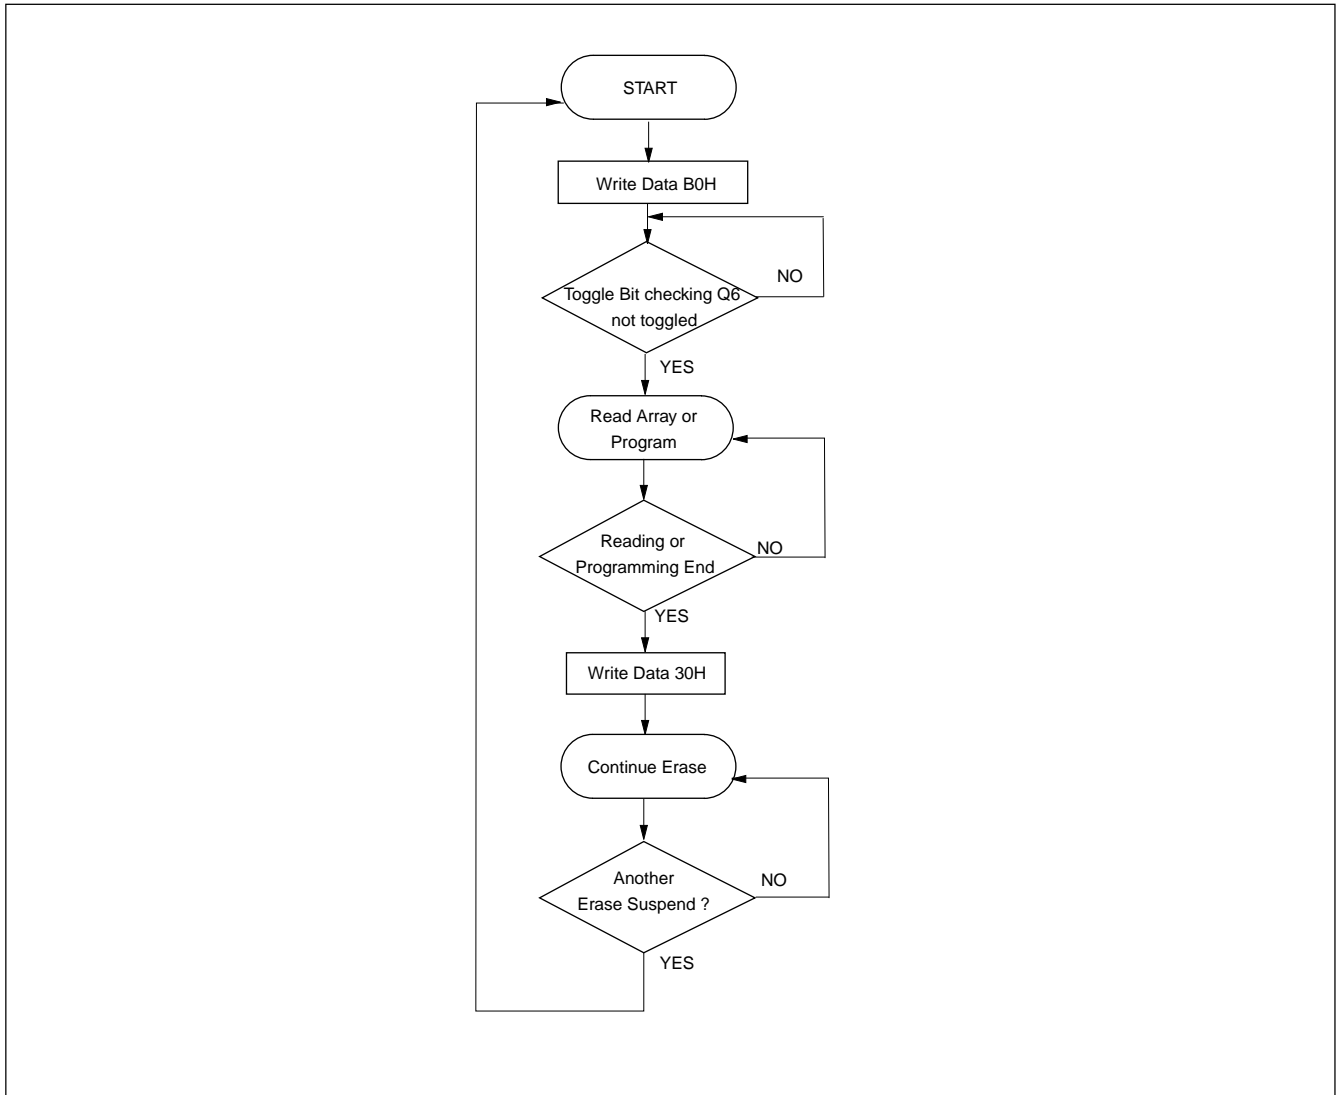 START
Write Data B0H
NO
Toggle Bit checking Q6
not toggled
YES
Read Array or
Program
Reading or
NO
Programming End
YES
Write Data 30H
Continue Erase
Another
NO
Erase Suspend ?
YES